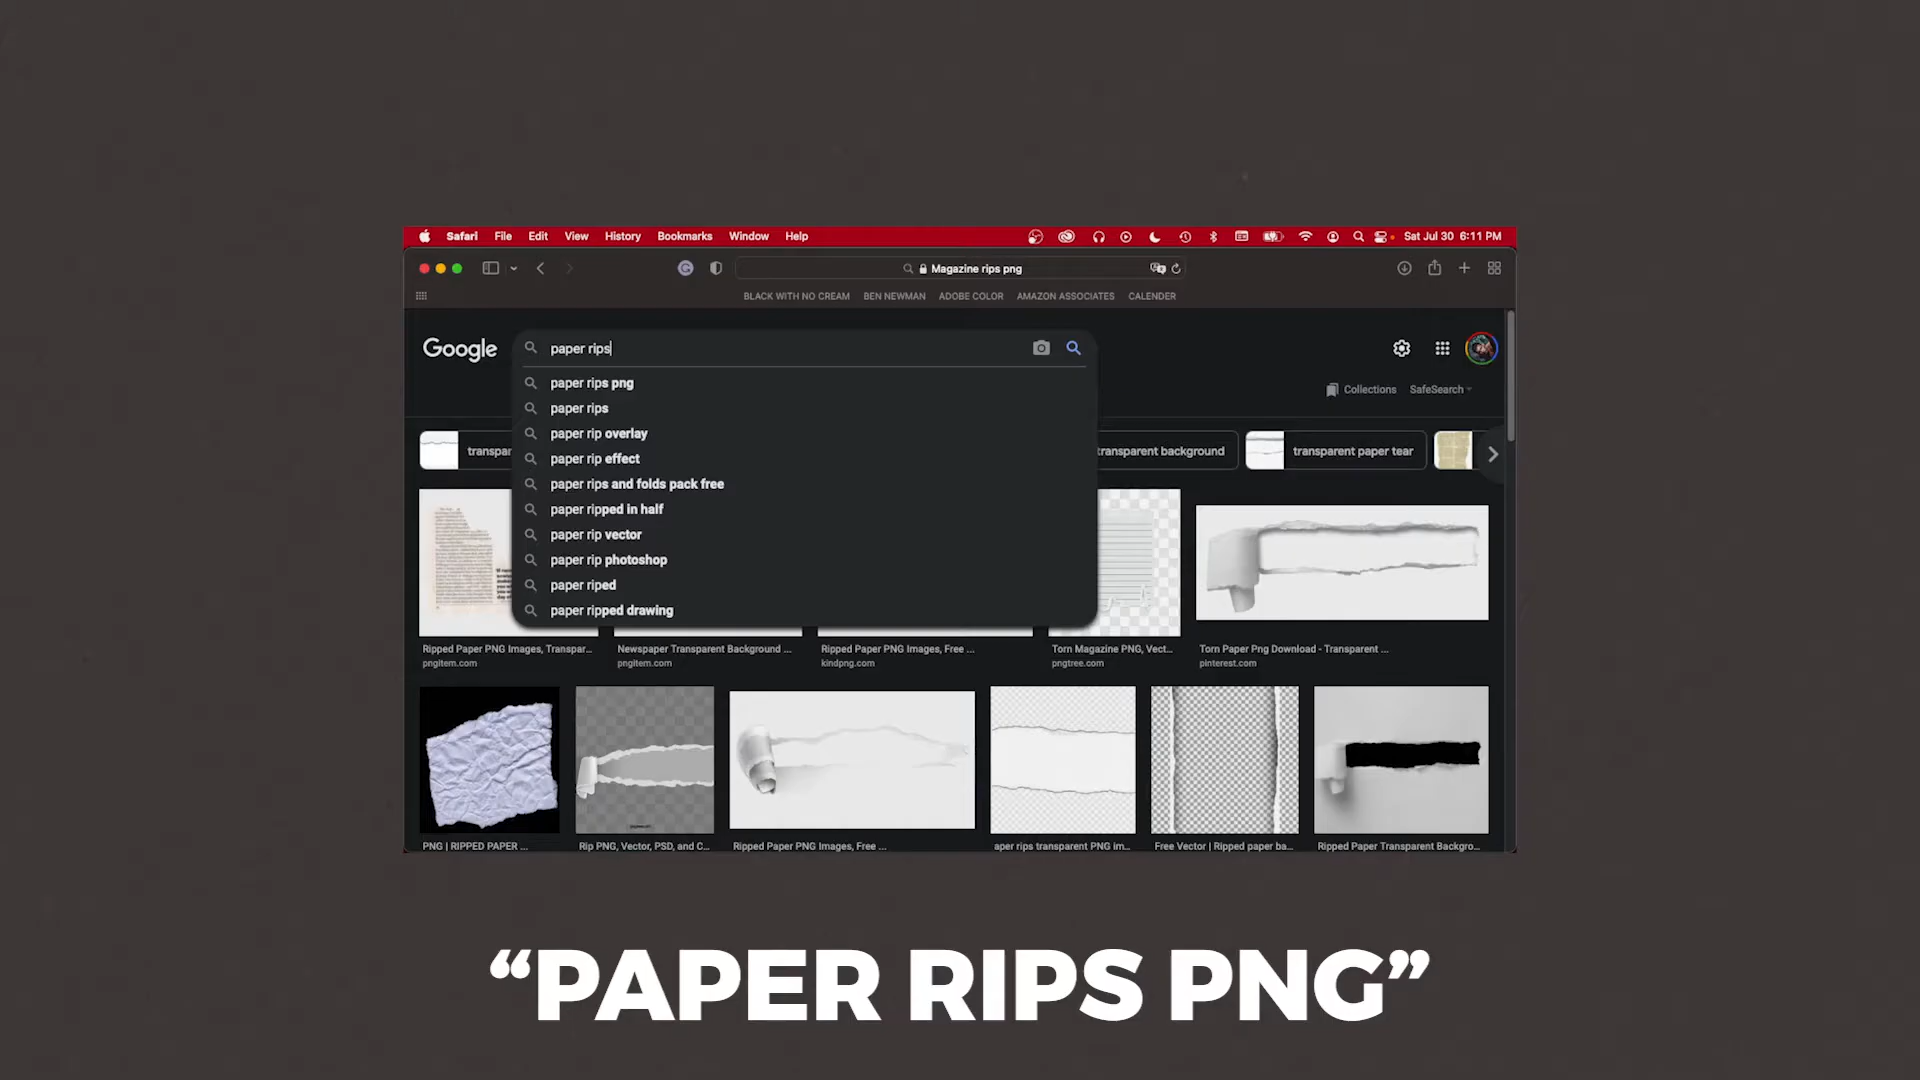 Safari File Edit View History Bookmarks Window Help Sat Jul 30 6:11 PM
Magazine rips png
BLACK WITH NO CREAM BEN NEWMAN ADOBE COLOR AMAZON ASSOCIATES CALENDER
Google
paper rips
Collections SafeSearch
paper rips png
paper rips
paper rip overlay
paper rip effect
paper rips and folds pack free
paper ripped in half
paper rip vector
paper rip photoshop
paper riped
paper ripped drawing
transpar
transparent background
transparent paper tear
Ripped Paper PNG Images, Transpar...
pngitem.com
Newspaper Transparent Background ...
pngitem.com
Ripped Paper PNG Images, Free ...
kindpng.com
Torn Magazine PNG, Vect...
pngtree.com
Torn Paper Png Download - Transparent ...
pinterest.com
PNG | RIPPED PAPER ...
Rip PNG, Vector, PSD, and C...
Ripped Paper PNG Images, Free ...
aper rips transparent PNG im...
Free Vector | Ripped paper ba...
Ripped Paper Transparent Backgro...
“PAPER RIPS PNG”